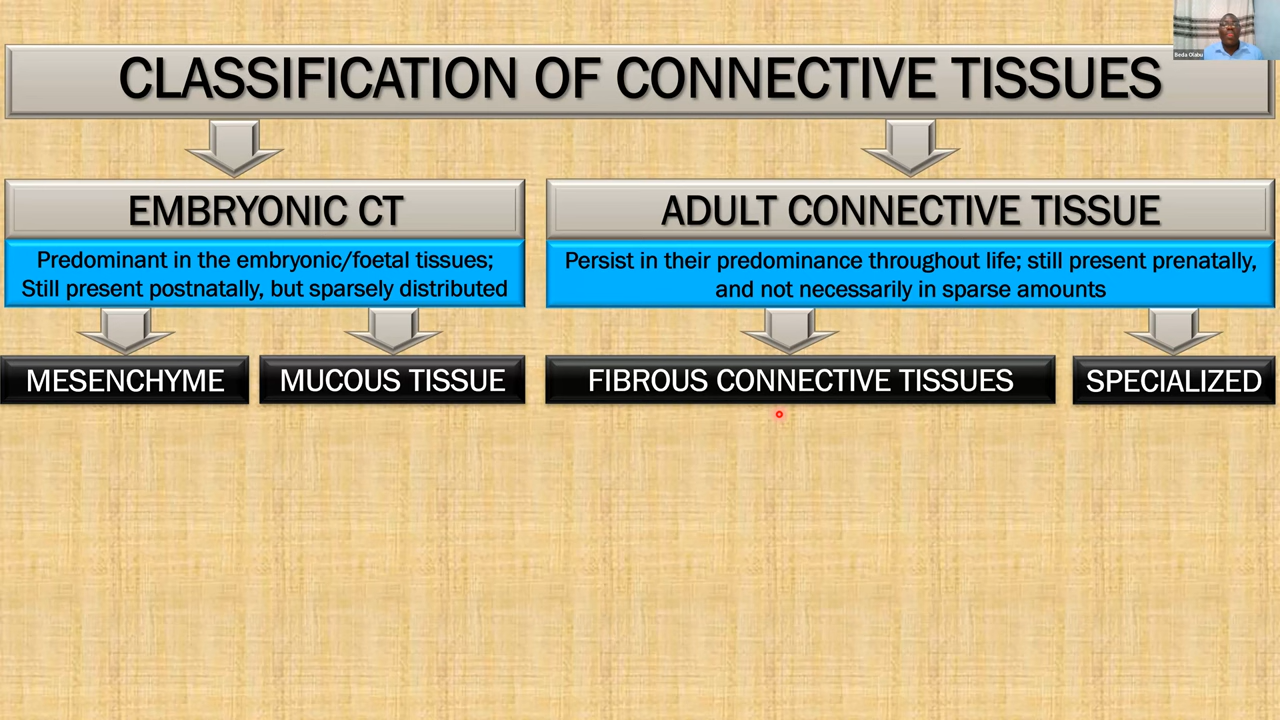 Beda Olabu
CLASSIFICATION OF CONNECTIVE TISSUES
EMBRYONIC CT
Predominant in the embryonic/foetal tissues;
Still present postnatally, but sparsely distributed
ADULT CONNECTIVE TISSUE
Persist in their predominance throughout life; still present prenatally,
and not necessarily in sparse amounts
MESENCHYME
MUCOUS TISSUE
FIBROUS CONNECTIVE TISSUES
SPECIALIZED